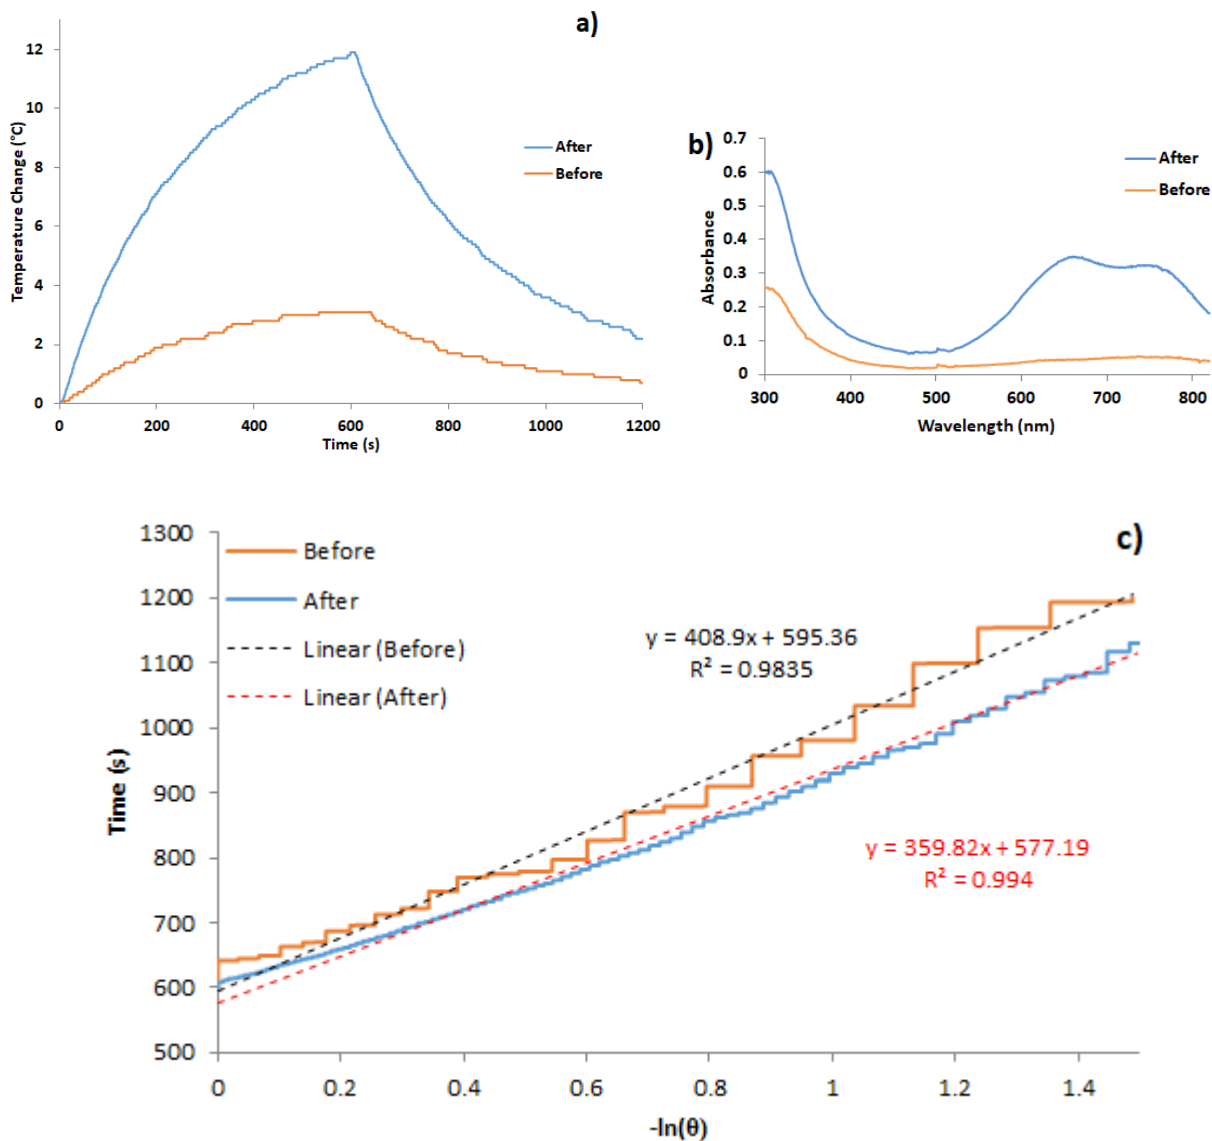 a)
12
10
8
6
4
2
0
Temperature Change (°C)
After
Before
0 200 400 600 800 1000 1200
Time (s)
b)
0.7
0.6
0.5
0.4
0.3
0.2
0.1
0
Absorbance
After
Before
300 400 500 600 700 800
Wavelength (nm)
c)
1300
1200
1100
1000
900
800
700
600
500
Time (s)
Before
After
Linear (Before)
Linear (After)
y = 408.9x + 595.36
R² = 0.9835
y = 359.82x + 577.19
R² = 0.994
0 0.2 0.4 0.6 0.8 1 1.2 1.4
-ln(θ)